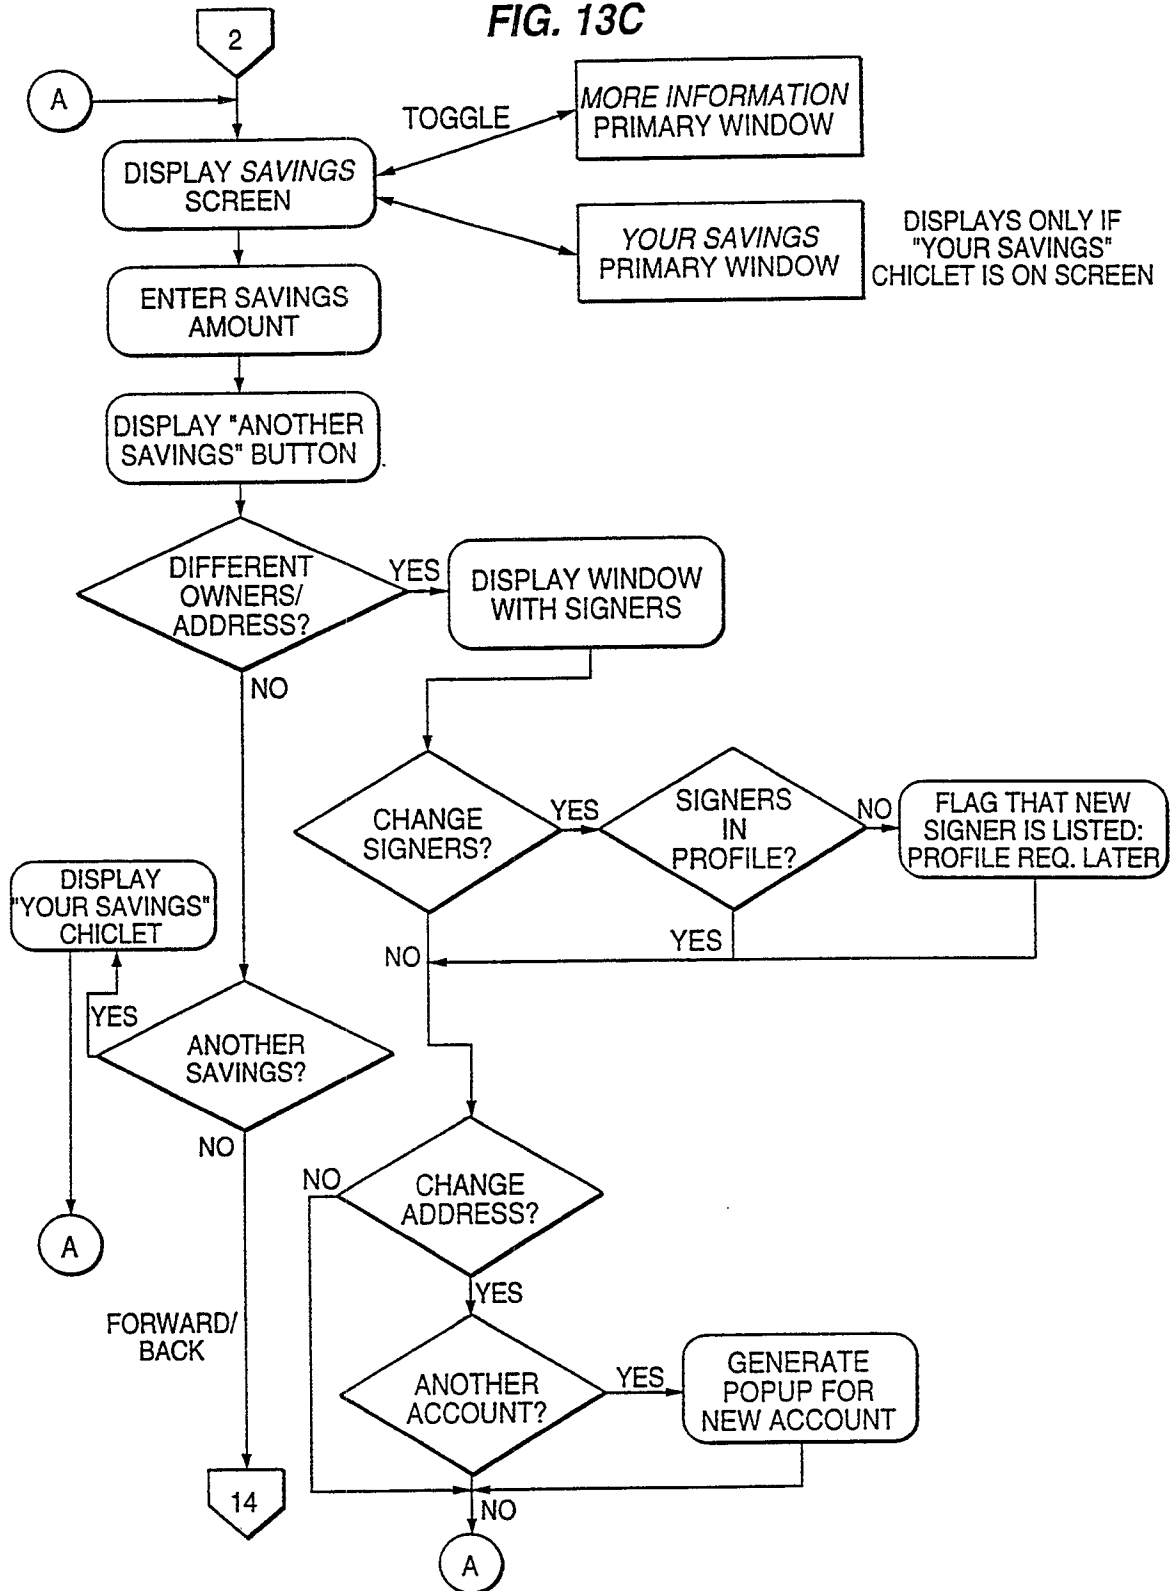 FIG. 13C
2
A
TOGGLE
MORE INFORMATION
PRIMARY WINDOW
DISPLAY SAVINGS
SCREEN
YOUR SAVINGS
PRIMARY WINDOW
DISPLAYS ONLY IF
"YOUR SAVINGS"
CHICLET IS ON SCREEN
ENTER SAVINGS
AMOUNT
DISPLAY "ANOTHER
SAVINGS" BUTTON
DIFFERENT
OWNERS/
ADDRESS?
YES
DISPLAY WINDOW
WITH SIGNERS
NO
CHANGE
SIGNERS?
YES
SIGNERS
IN
PROFILE?
NO
FLAG THAT NEW
SIGNER IS LISTED:
PROFILE REQ. LATER
YES
NO
DISPLAY
"YOUR SAVINGS"
CHICLET
YES
ANOTHER
SAVINGS?
NO
A
FORWARD/
BACK
14
NO
CHANGE
ADDRESS?
YES
ANOTHER
ACCOUNT?
YES
GENERATE
POPUP FOR
NEW ACCOUNT
NO
A